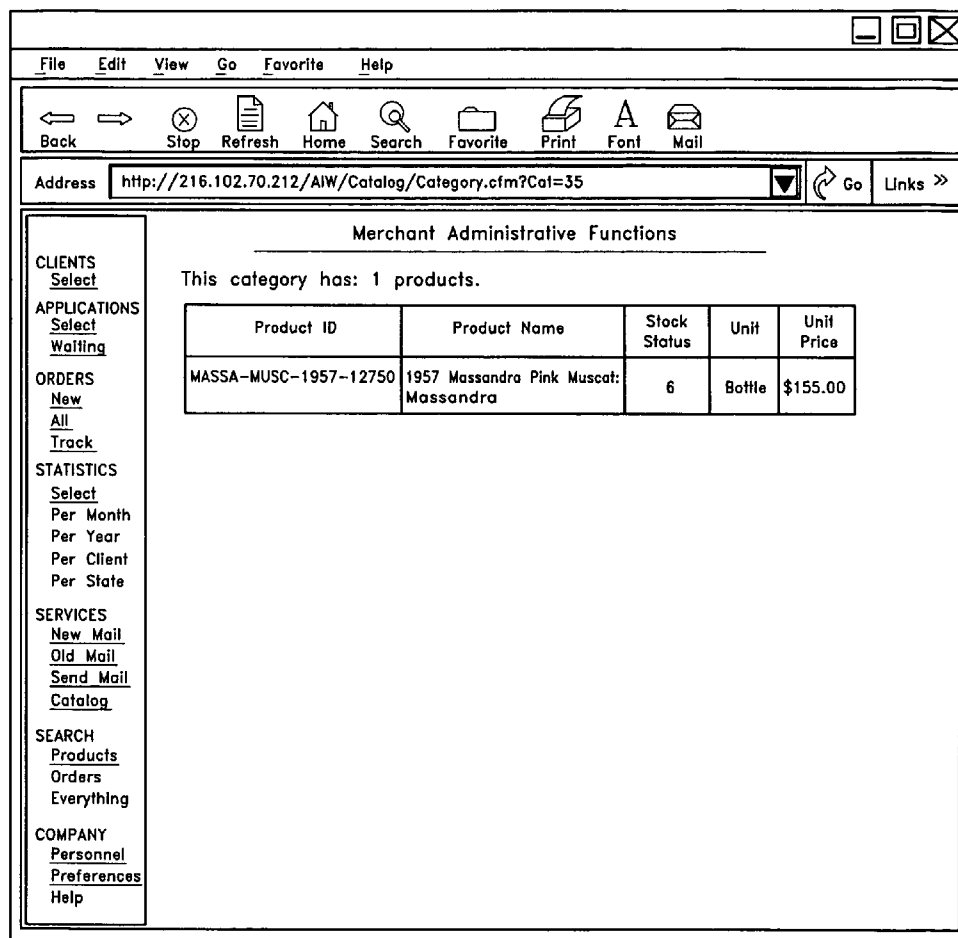 File Edit View Go Favorite Help
Back Stop Refresh Home Search Favorite Print Font Mail
Address http://216.102.70.212/AIW/Catalog/Category.cfm?Cat=35 Go Links »
Merchant Administrative Functions
This category has: 1 products.
Product ID Product Name Stock Status Unit Unit Price
MASSA-MUSC-1957-12750 1957 Massandra Pink Muscat: Massandra 6 Bottle $155.00
CLIENTS
Select
APPLICATIONS
Select
Waiting
ORDERS
New
All
Track
STATISTICS
Select
Per Month
Per Year
Per Client
Per State
SERVICES
New Mail
Old Mail
Send Mail
Catalog
SEARCH
Products
Orders
Everything
COMPANY
Personnel
Preferences
Help